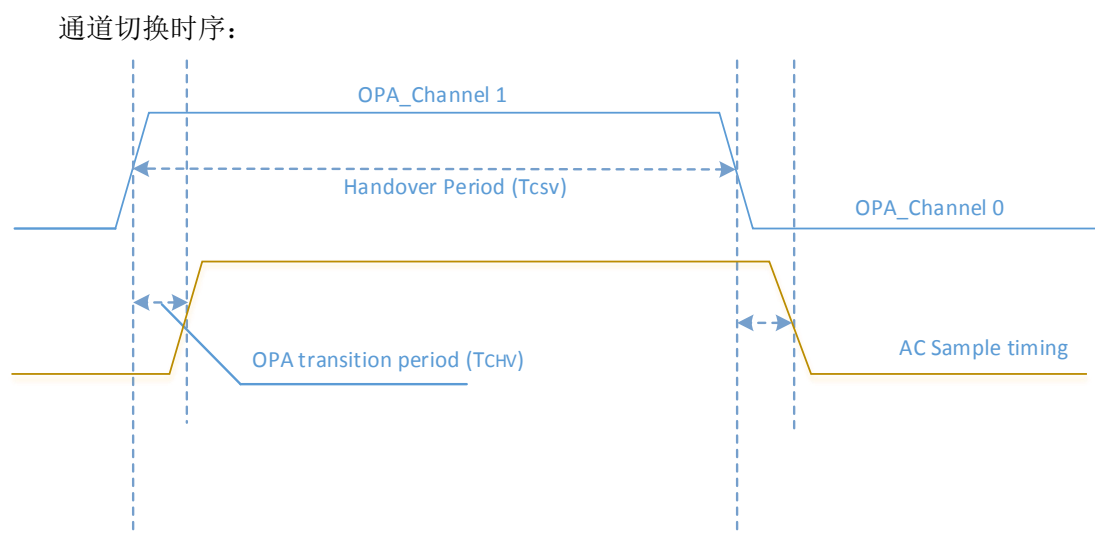 通道切换时序：
OPA_Channel 1
Handover Period (Tcsv)
OPA_Channel 0
OPA transition period (TCHV)
AC Sample timing